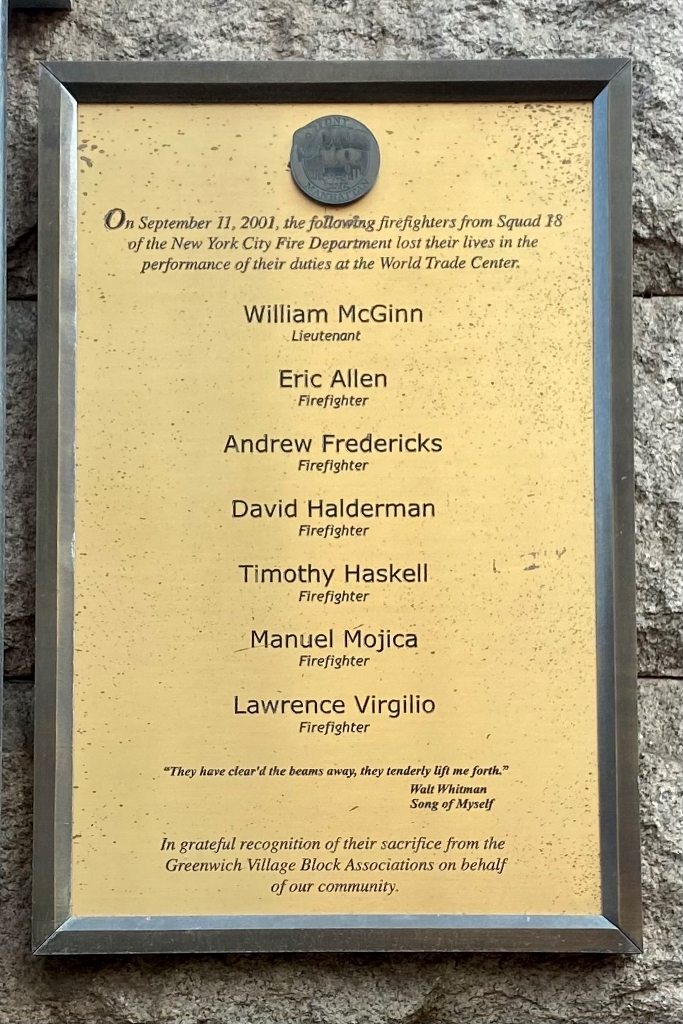 On September 11, 2001, the following firefighters from Squad 18
of the New York City Fire Department lost their lives in the
performance of their duties at the World Trade Center.
William McGinn
Lieutenant
Eric Allen
Firefighter
Andrew Fredericks
Firefighter
David Halderman
Firefighter
Timothy Haskell
Firefighter
Manuel Mojica
Firefighter
Lawrence Virgilio
Firefighter
“They have clear'd the beams away, they tenderly lift me forth.”
Walt Whitman
Song of Myself
In grateful recognition of their sacrifice from the
Greenwich Village Block Associations on behalf
of our community.